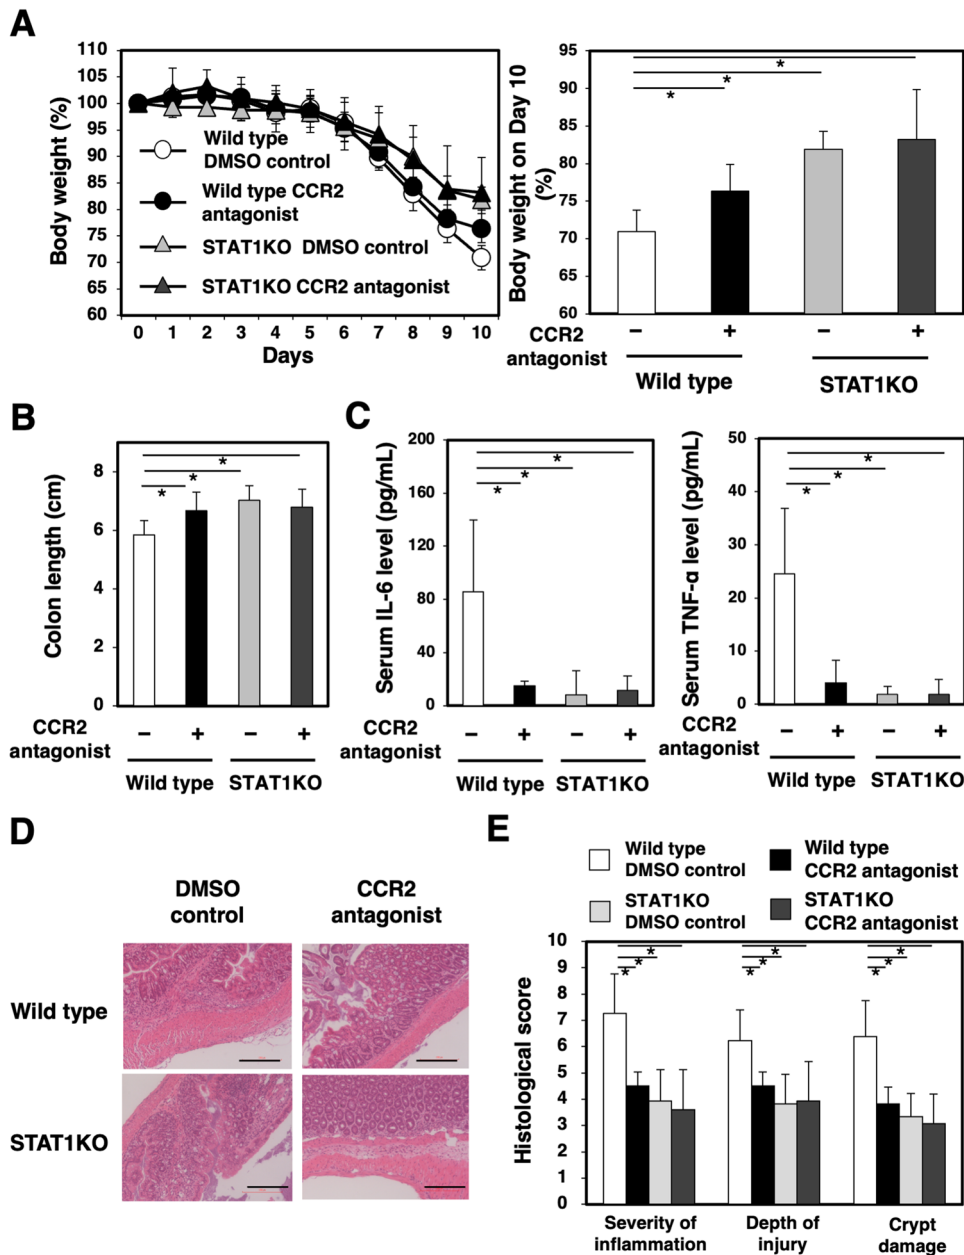 A
Body weight (%)
110
105
100
95
90
85
80
75
70
65
60
Wild type
DMSO control
Wild type CCR2
antagonist
STAT1KO DMSO control
STAT1KO CCR2 antagonist
0 1 2 3 4 5 6 7 8 9 10
Days
Body weight on Day 10
(%)
95
90
85
80
75
70
65
60
*
*
*
CCR2
antagonist
− + − +
Wild type STAT1KO
B
Colon length (cm)
8
6
4
2
0
*
*
*
CCR2
antagonist
− + − +
Wild type STAT1KO
C
Serum IL-6 level (pg/mL)
200
160
120
80
40
0
*
*
*
CCR2
antagonist
− + − +
Wild type STAT1KO
Serum TNF-α level (pg/mL)
50
40
30
20
10
0
*
*
*
CCR2
antagonist
− + − +
Wild type STAT1KO
D
DMSO
control
CCR2
antagonist
Wild type
STAT1KO
E
Wild type
DMSO control
Wild type
CCR2 antagonist
STAT1KO
DMSO control
STAT1KO
CCR2 antagonist
Histological score
10
9
8
7
6
5
4
3
2
1
0
* * *
* * *
* * *
Severity of
inflammation
Depth of
injury
Crypt
damage